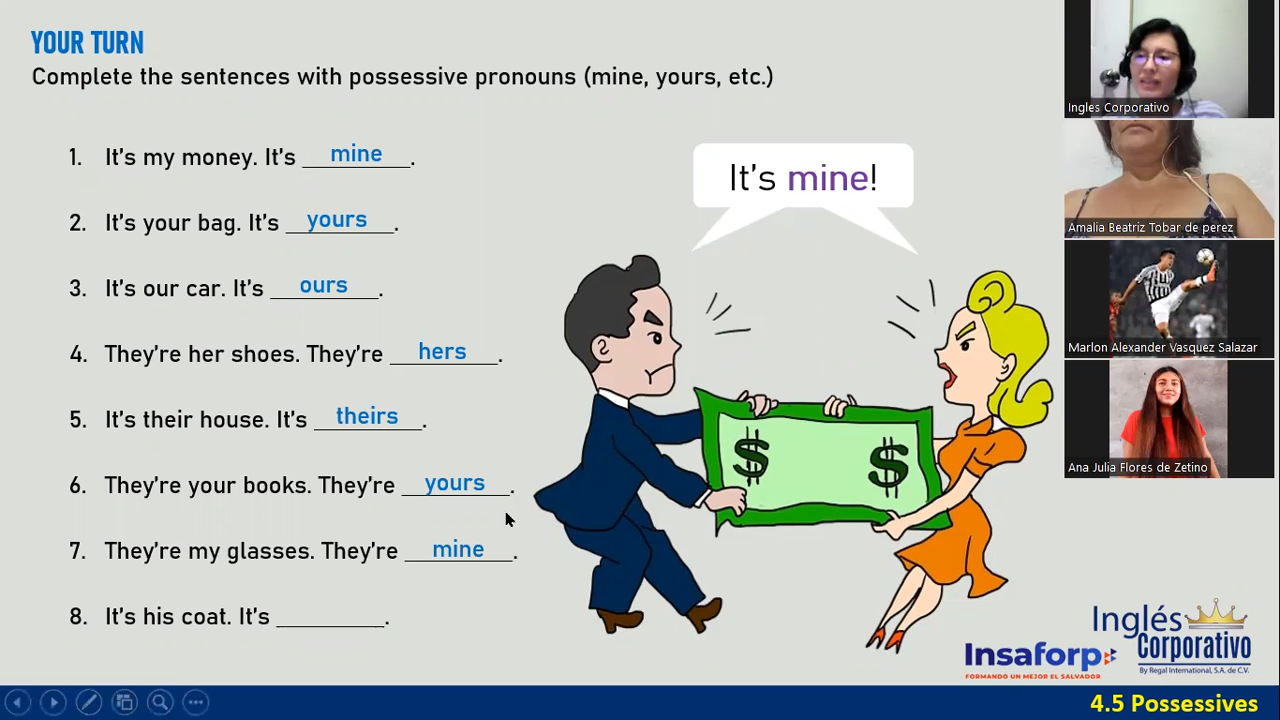 YOUR TURN
Complete the sentences with possessive pronouns (mine, yours, etc.)
1. It's my money. It's mine.
2. It's your bag. It's yours.
3. It's our car. It's ours.
4. They're her shoes. They're hers.
5. It's their house. It's theirs.
6. They're your books. They're yours.
7. They're my glasses. They're mine.
8. It's his coat. It's __________.
It's mine!
$ $
Ingles Corporativo
Amalia Beatriz Tobar de perez
Marlon Alexander Vasquez Salazar
Ana Julia Flores de Zetino
Insaforp
FORMANDO UN MEJOR EL SALVADOR
Inglés
Corporativo
By Regal International, S.A. de C.V.
4.5 Possessives